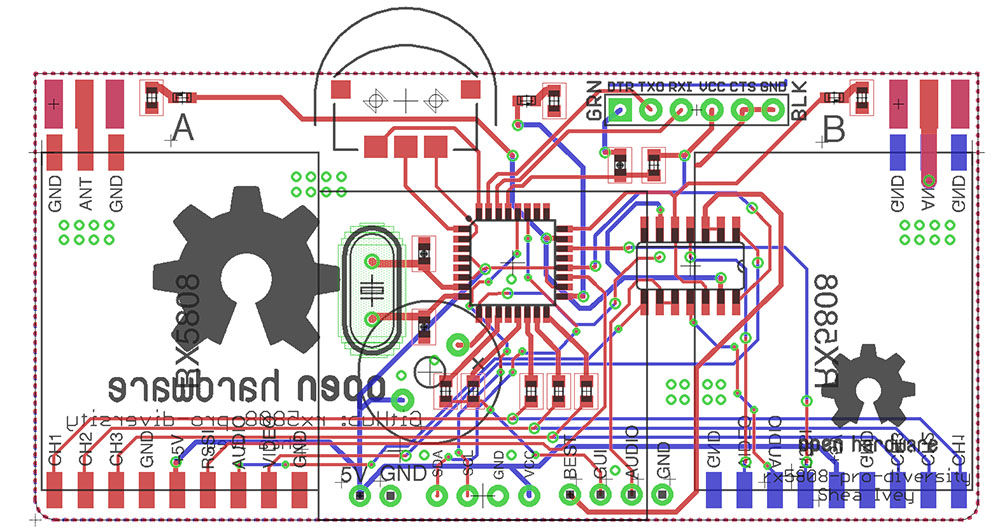 GRN
DTR TXO RXI VCC CTS GND
BLK
A
B
GND
ANT
GND
GND
ANT
GND
RX5808
RX5808
open hardware
Github: rx5808-pro-diversity
CH1
CH2
CH3
GND
+5V
RSSI
AUDIO
VIDEO
GND
5V
GND
SDA
SCL
GND
VCC
BEST
GUI
AUDIO
GND
GND
VIDEO
AUDIO
CH1
open hardware
rx5808-pro-diversity
Shea Ivey